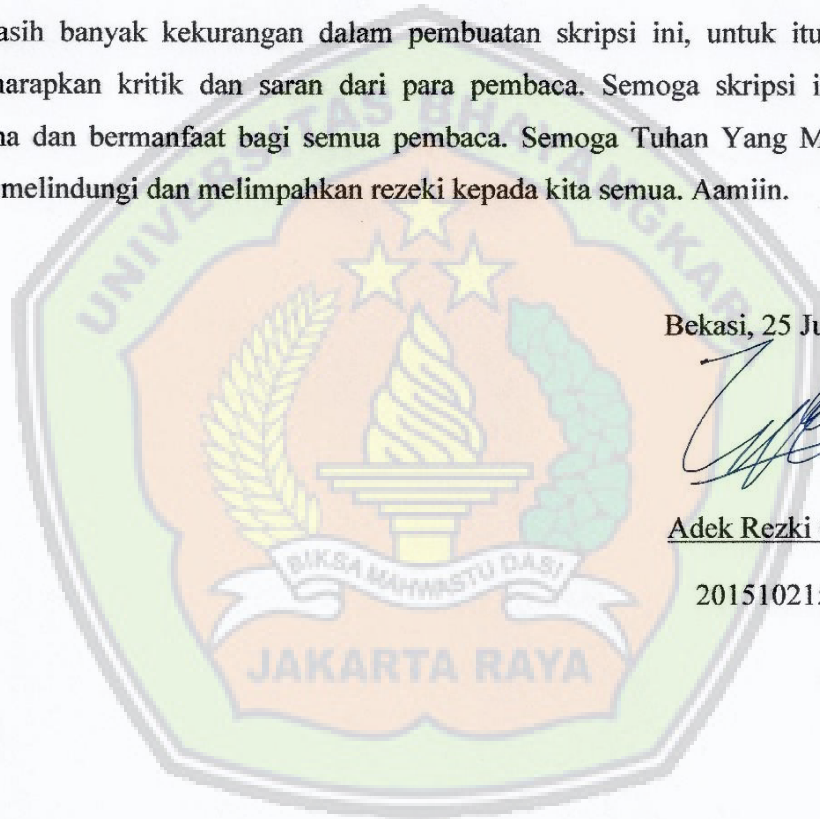 asih banyak kekurangan dalam pembuatan skripsi ini, untuk itu
harapkan kritik dan saran dari para pembaca. Semoga skripsi i
na dan bermanfaat bagi semua pembaca. Semoga Tuhan Yang M
melindungi dan melimpahkan rezeki kepada kita semua. Aamiin.
UNIVERSITAS BHAYANGKAR
Bekasi, 25 Ju
Adek Rezki
201510215
BIKSA MAHWASTU DASI
JAKARTA RAYA